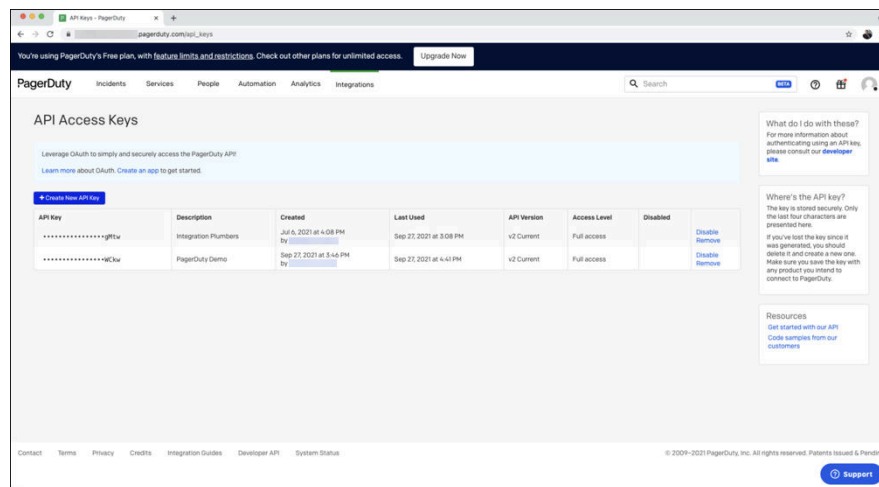 API Keys - PagerDuty
pagerduty.com/api_keys
You're using PagerDuty's Free plan, with feature limits and restrictions. Check out other plans for unlimited access. Upgrade Now
PagerDuty Incidents Services People Automation Analytics Integrations Search BETA
API Access Keys
Leverage OAuth to simply and securely access the PagerDuty API!
Learn more about OAuth. Create an app to get started.
+ Create New API Key
API Key Description Created Last Used API Version Access Level Disabled
••••••••••••••••gMtw Integration Plumbers Jul 6, 2021 at 4:08 PM Sep 27, 2021 at 3:08 PM v2 Current Full access Disable
by Remove
••••••••••••••••WCkw PagerDuty Demo Sep 27, 2021 at 3:46 PM Sep 27, 2021 at 4:41 PM v2 Current Full access Disable
by Remove
What do I do with these?
For more information about
authenticating using an API key,
please consult our developer
site.
Where's the API key?
The key is stored securely. Only
the last four characters are
presented here.
If you've lost the key since it
was generated, you should
delete it and create a new one.
Make sure you save the key with
any product you intend to
connect to PagerDuty.
Resources
Get started with our API
Code samples from our
customers
Contact Terms Privacy Credits Integration Guides Developer API System Status
© 2009–2021 PagerDuty, Inc. All rights reserved. Patents Issued & Pendin
Support